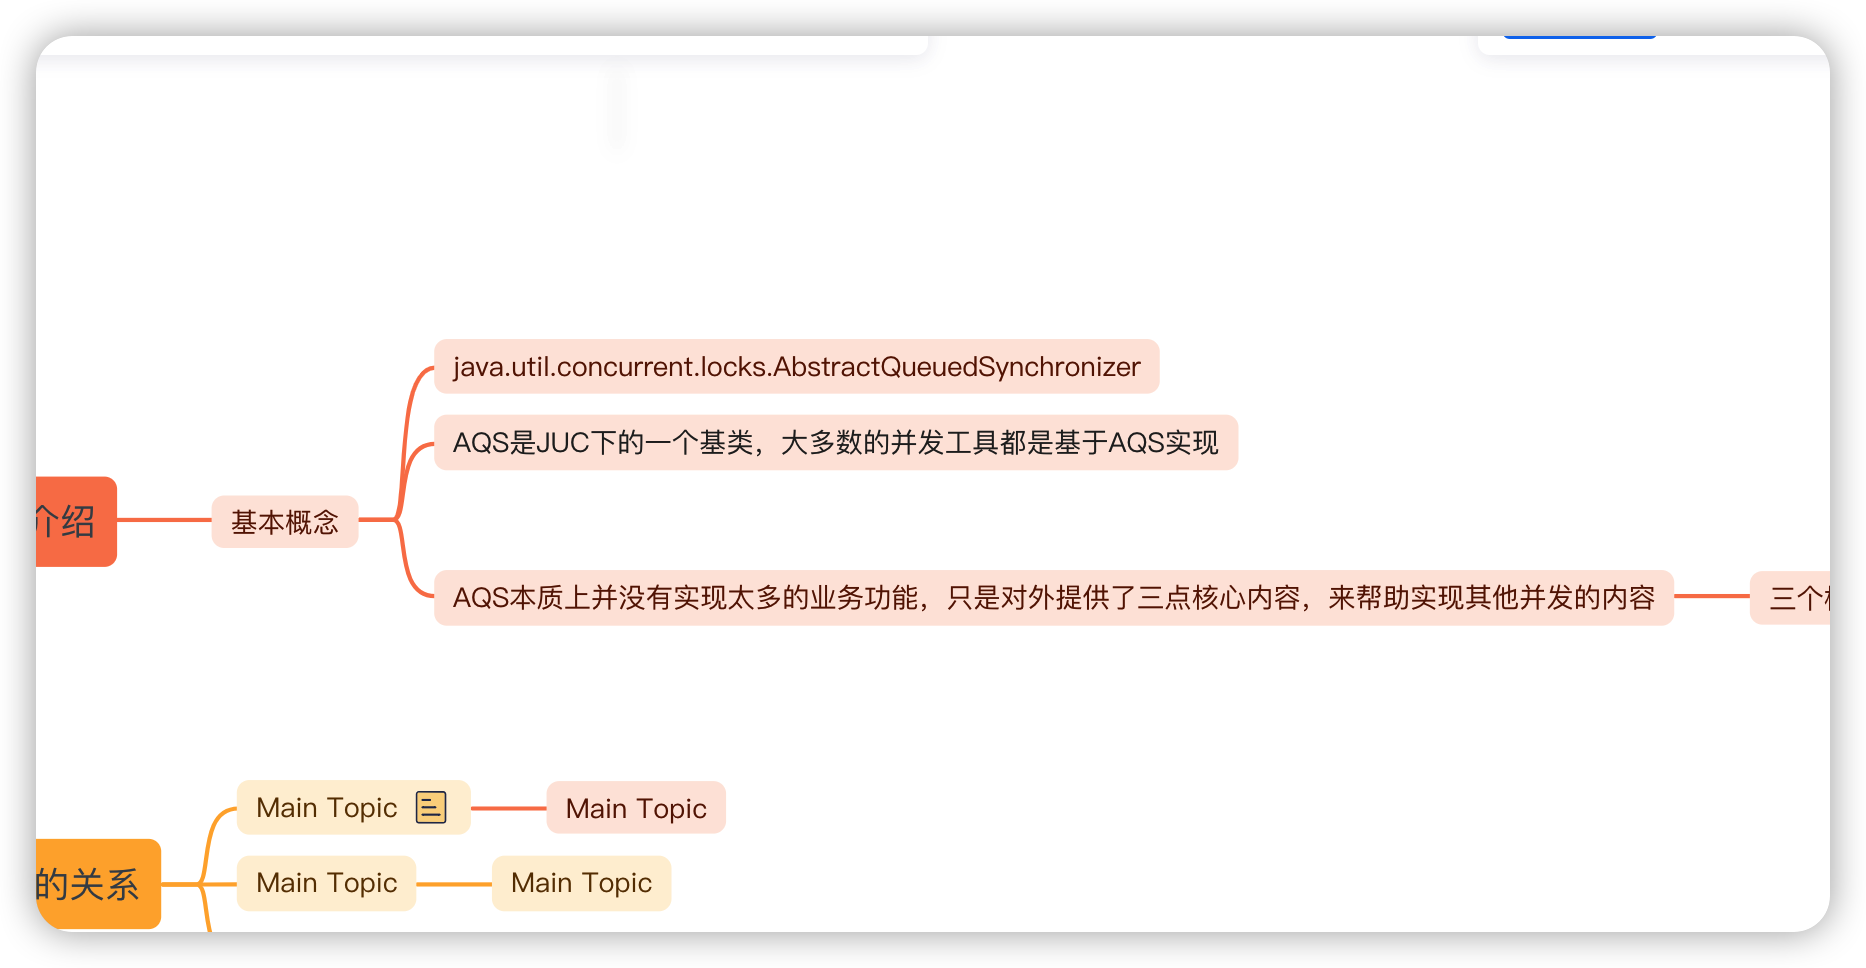 java.util.concurrent.locks.AbstractQueuedSynchronizer
AQS是JUC下的一个基类，大多数的并发工具都是基于AQS实现
介绍
基本概念
AQS本质上并没有实现太多的业务功能，只是对外提供了三点核心内容，来帮助实现其他并发的内容
三个
Main Topic
Main Topic
的关系
Main Topic
Main Topic